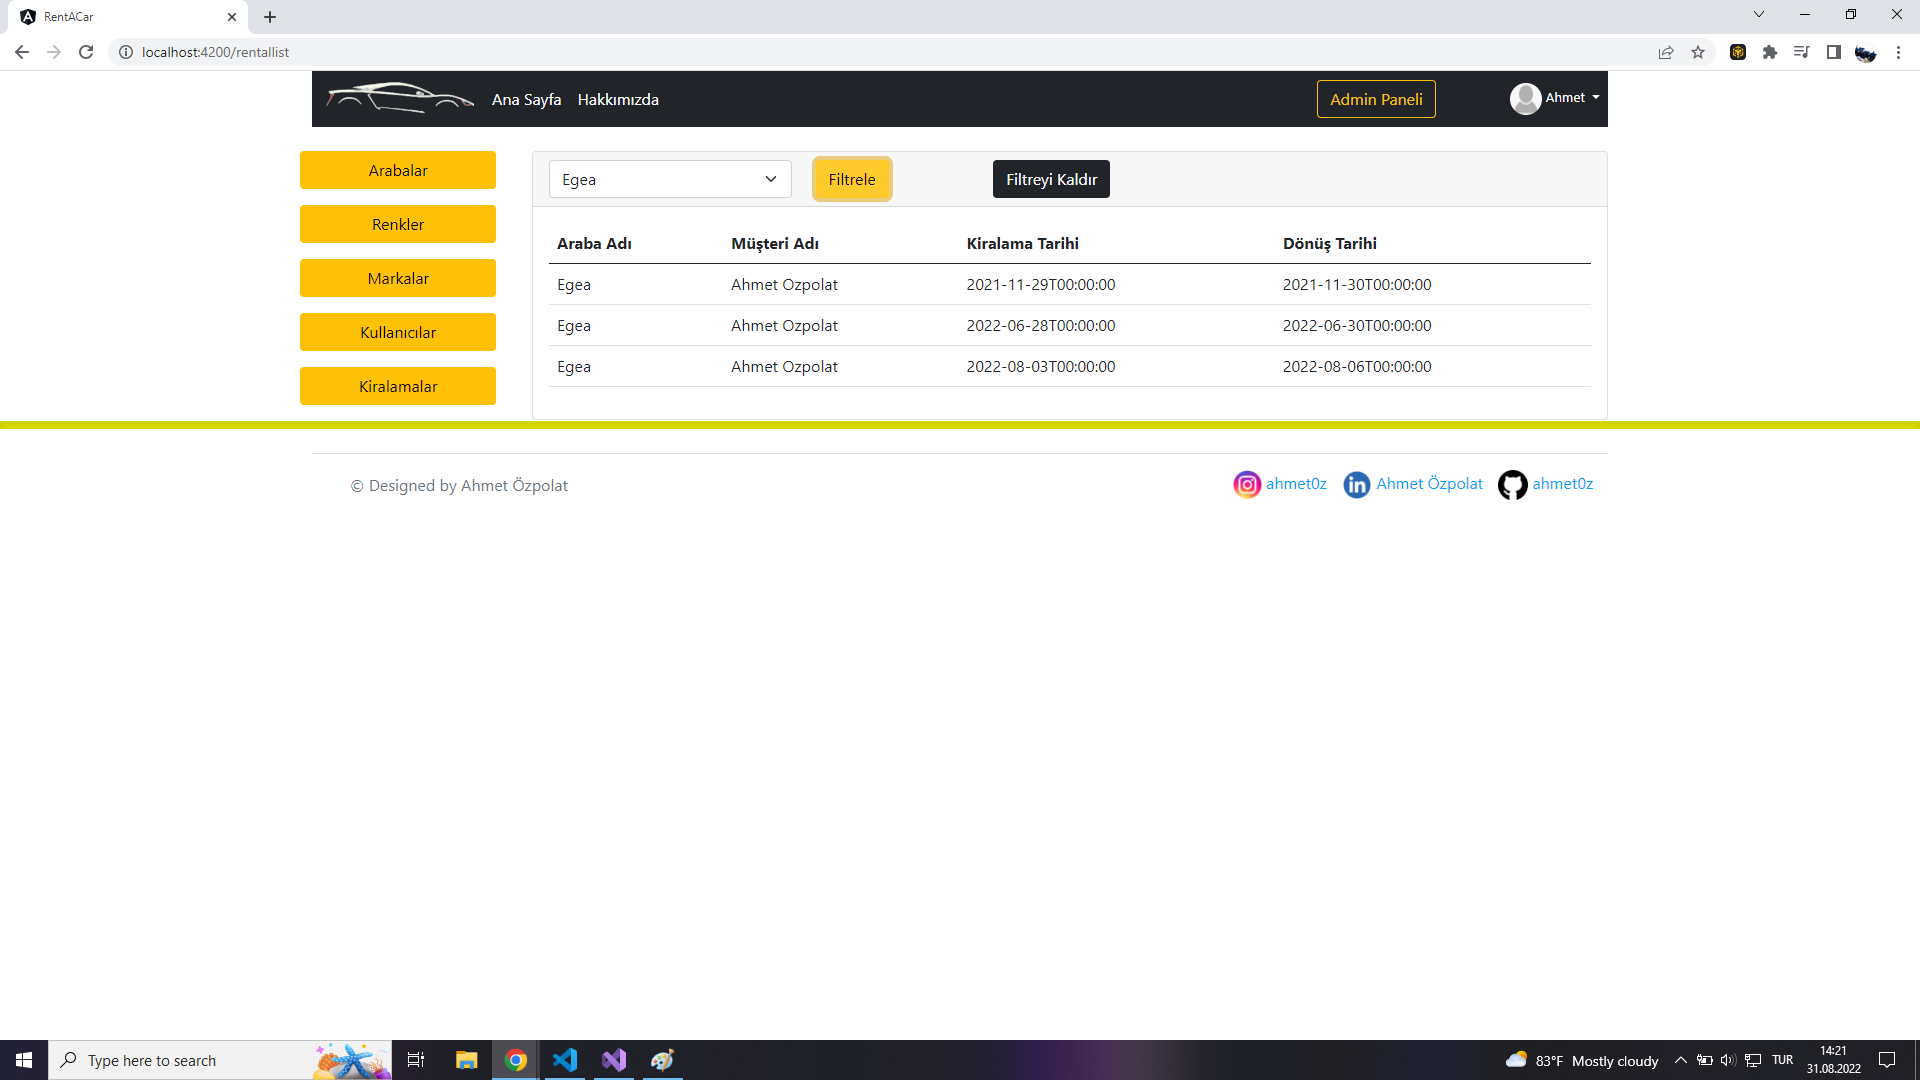 RentACar
localhost:4200/rentallist
Ana Sayfa Hakkımızda Admin Paneli Ahmet
Arabalar
Renkler
Markalar
Kullanıcılar
Kiralamalar
Egea Filtrele Filtreyi Kaldır
Araba Adı Müşteri Adı Kiralama Tarihi Dönüş Tarihi
Egea Ahmet Ozpolat 2021-11-29T00:00:00 2021-11-30T00:00:00
Egea Ahmet Ozpolat 2022-06-28T00:00:00 2022-06-30T00:00:00
Egea Ahmet Ozpolat 2022-08-03T00:00:00 2022-08-06T00:00:00
© Designed by Ahmet Özpolat ahmet0z in Ahmet Özpolat ahmet0z
Type here to search 83°F Mostly cloudy TUR 14:21
31.08.2022